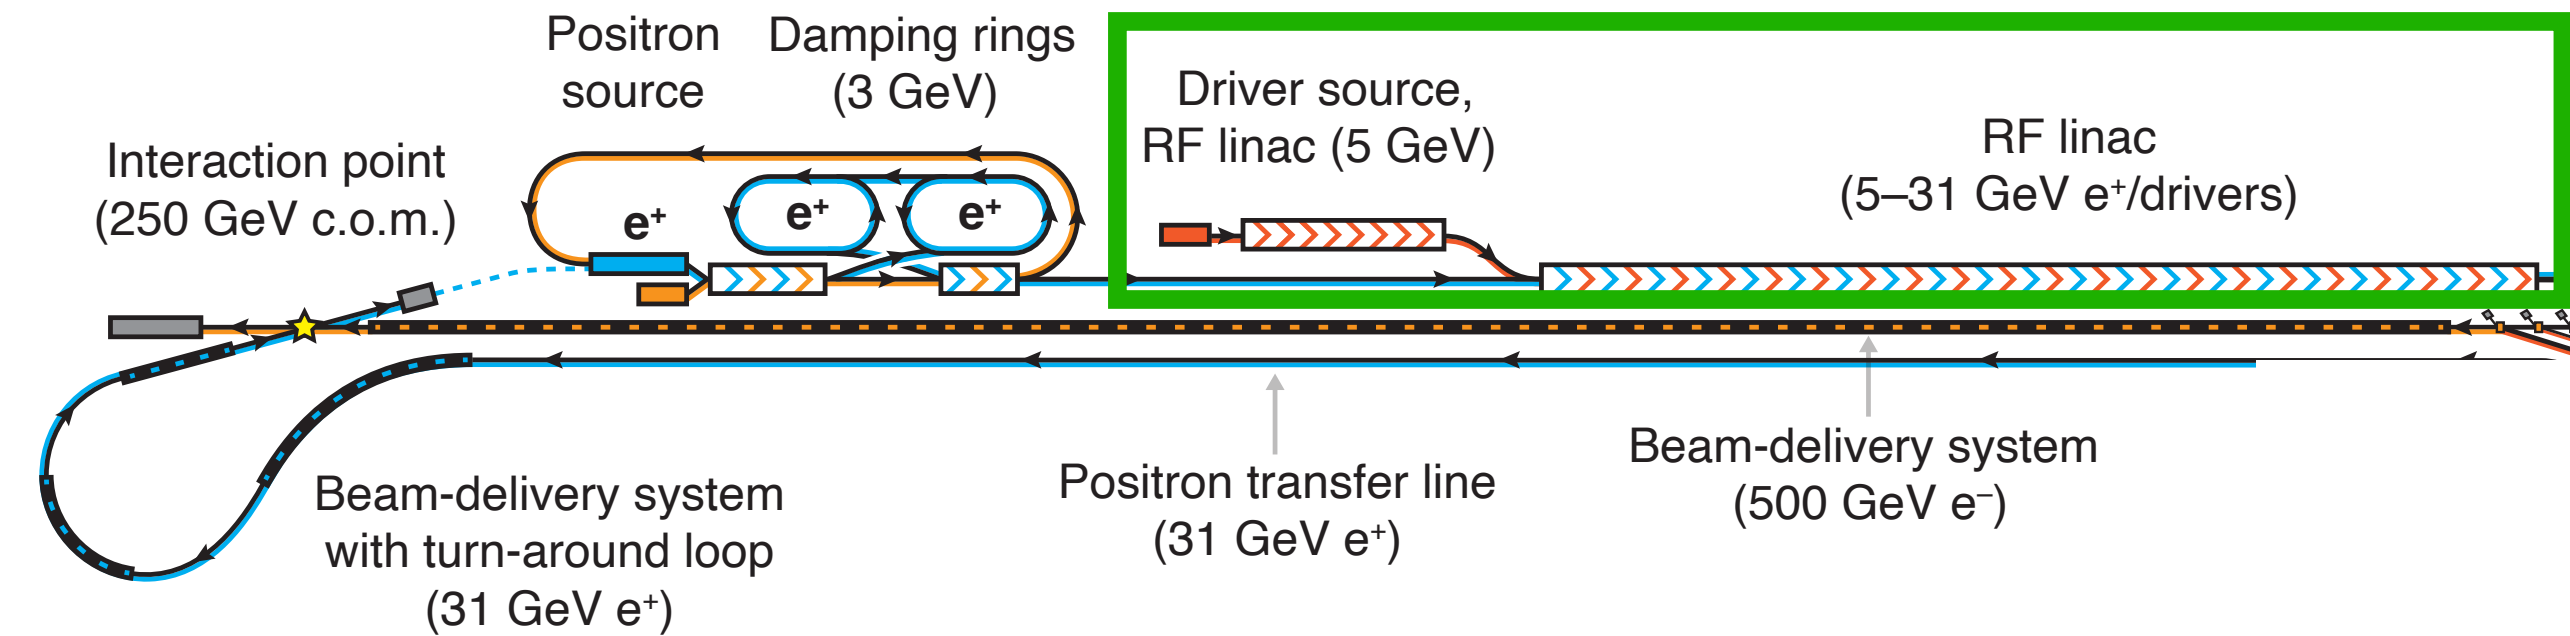 Positron
source
Damping rings
(3 GeV)
Driver source,
RF linac (5 GeV)
RF linac
(5–31 GeV e⁺/drivers)
Interaction point
(250 GeV c.o.m.)
e⁺
e⁺
e⁺
Beam-delivery system
with turn-around loop
(31 GeV e⁺)
Positron transfer line
(31 GeV e⁺)
Beam-delivery system
(500 GeV e⁻)